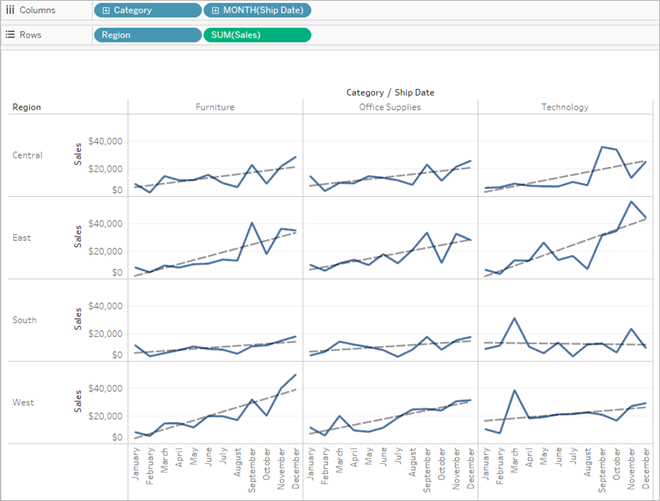 Columns Category MONTH(Ship Date)
Rows Region SUM(Sales)
Category / Ship Date
Region Furniture Office Supplies Technology
Central Sales $40,000 $20,000 $0
East Sales $40,000 $20,000 $0
South Sales $40,000 $20,000 $0
West Sales $40,000 $20,000 $0
January February March April May June July August September October November December January February March April May June July August September October November December January February March April May June July August September October November December